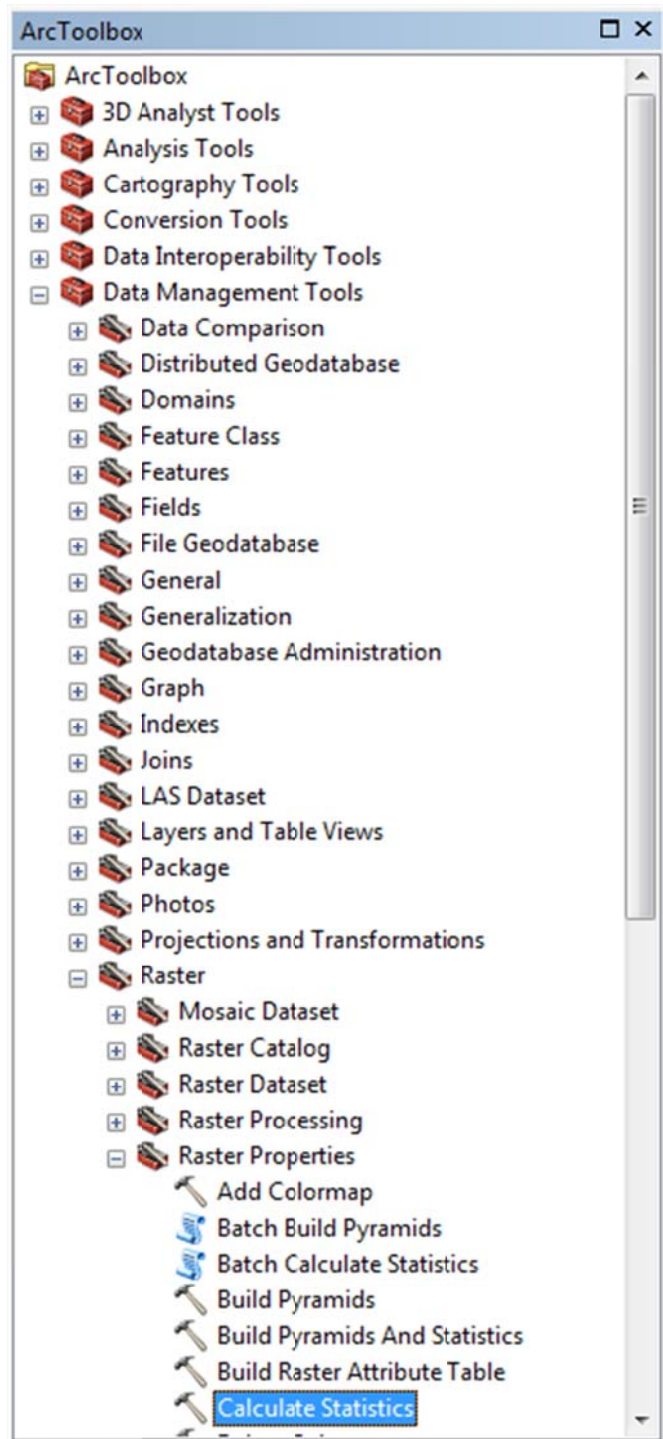 ArcToolbox
ArcToolbox
3D Analyst Tools
Analysis Tools
Cartography Tools
Conversion Tools
Data Interoperability Tools
Data Management Tools
Data Comparison
Distributed Geodatabase
Domains
Feature Class
Features
Fields
File Geodatabase
General
Generalization
Geodatabase Administration
Graph
Indexes
Joins
LAS Dataset
Layers and Table Views
Package
Photos
Projections and Transformations
Raster
Mosaic Dataset
Raster Catalog
Raster Dataset
Raster Processing
Raster Properties
Add Colormap
Batch Build Pyramids
Batch Calculate Statistics
Build Pyramids
Build Pyramids And Statistics
Build Raster Attribute Table
Calculate Statistics